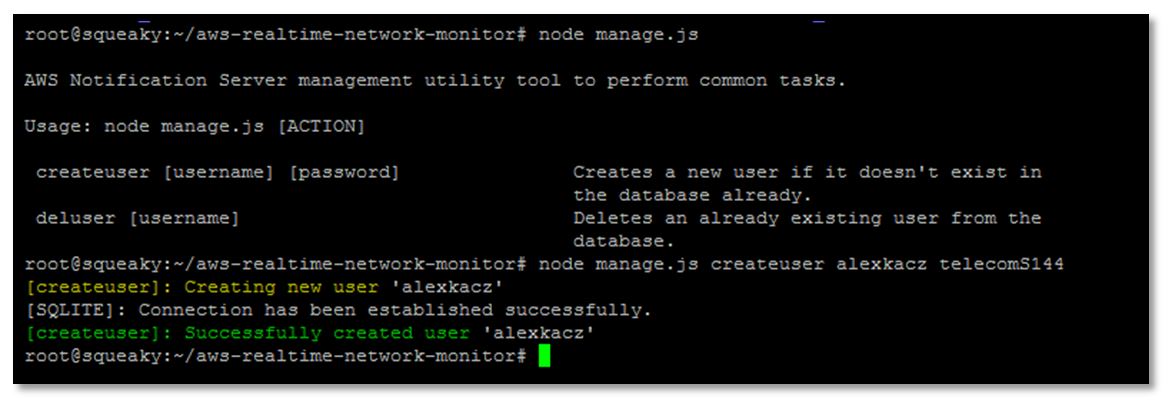 root@squeaky:~/aws-realtime-network-monitor# node manage.js
AWS Notification Server management utility tool to perform common tasks.
Usage: node manage.js [ACTION]
createuser [username] [password] Creates a new user if it doesn't exist in
the database already.
deluser [username] Deletes an already existing user from the
database.
root@squeaky:~/aws-realtime-network-monitor# node manage.js createuser alexkacz telecomS144
[createuser]: Creating new user 'alexkacz'
[SQLITE]: Connection has been established successfully.
[createuser]: Successfully created user 'alexkacz'
root@squeaky:~/aws-realtime-network-monitor#